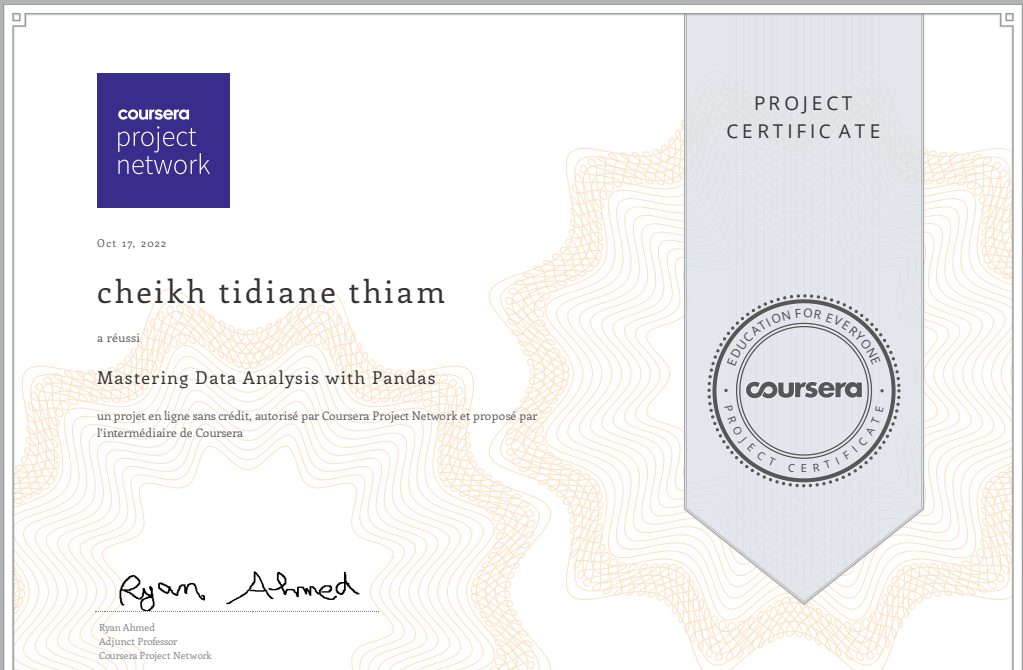 coursera
project
network
PROJECT
CERTIFICATE
Oct 17, 2022
cheikh tidiane thiam
a réussi
Mastering Data Analysis with Pandas
un projet en ligne sans crédit, autorisé par Coursera Project Network et proposé par
l'intermédiaire de Coursera
EDUCATION FOR EVERYONE
coursera
PROJECT CERTIFICATE
Ryan Ahmed
Ryan Ahmed
Adjunct Professor
Coursera Project Network